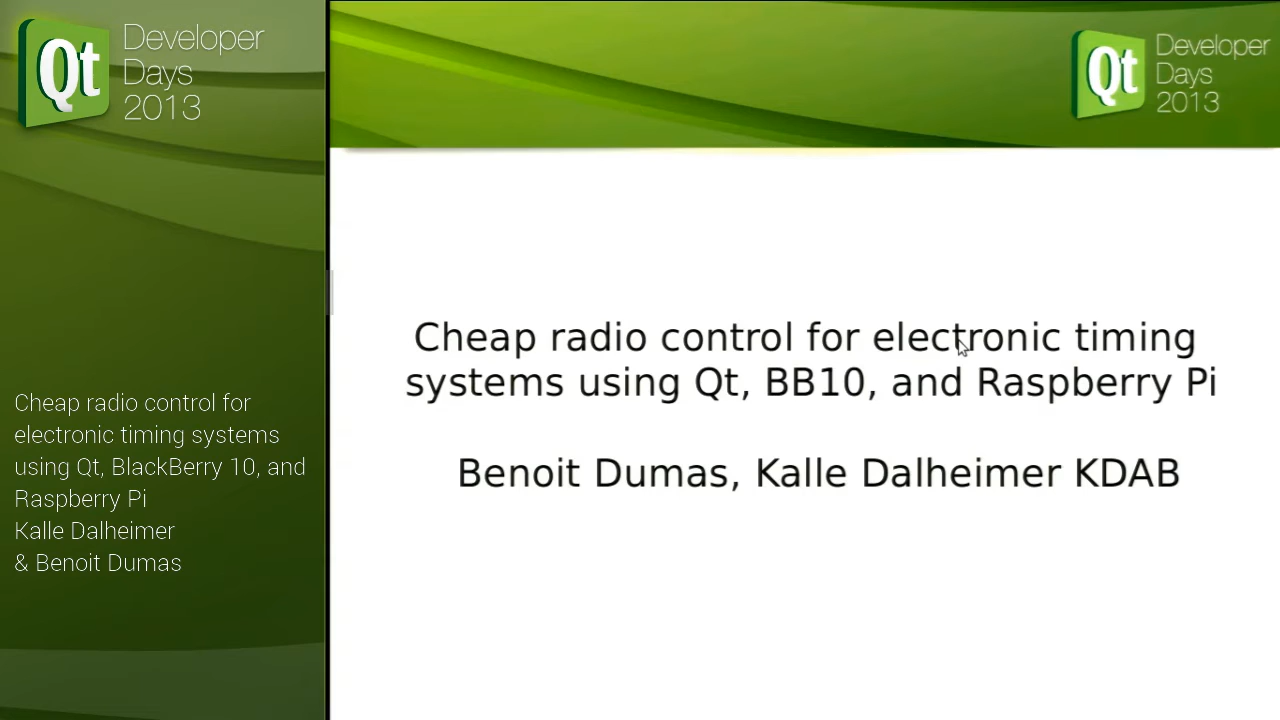 Qt
Developer
Days
2013
Cheap radio control for
electronic timing systems
using Qt, BlackBerry 10, and
Raspberry Pi
Kalle Dalheimer
& Benoit Dumas
Qt
Developer
Days
2013
Cheap radio control for electronic timing
systems using Qt, BB10, and Raspberry Pi
Benoit Dumas, Kalle Dalheimer KDAB